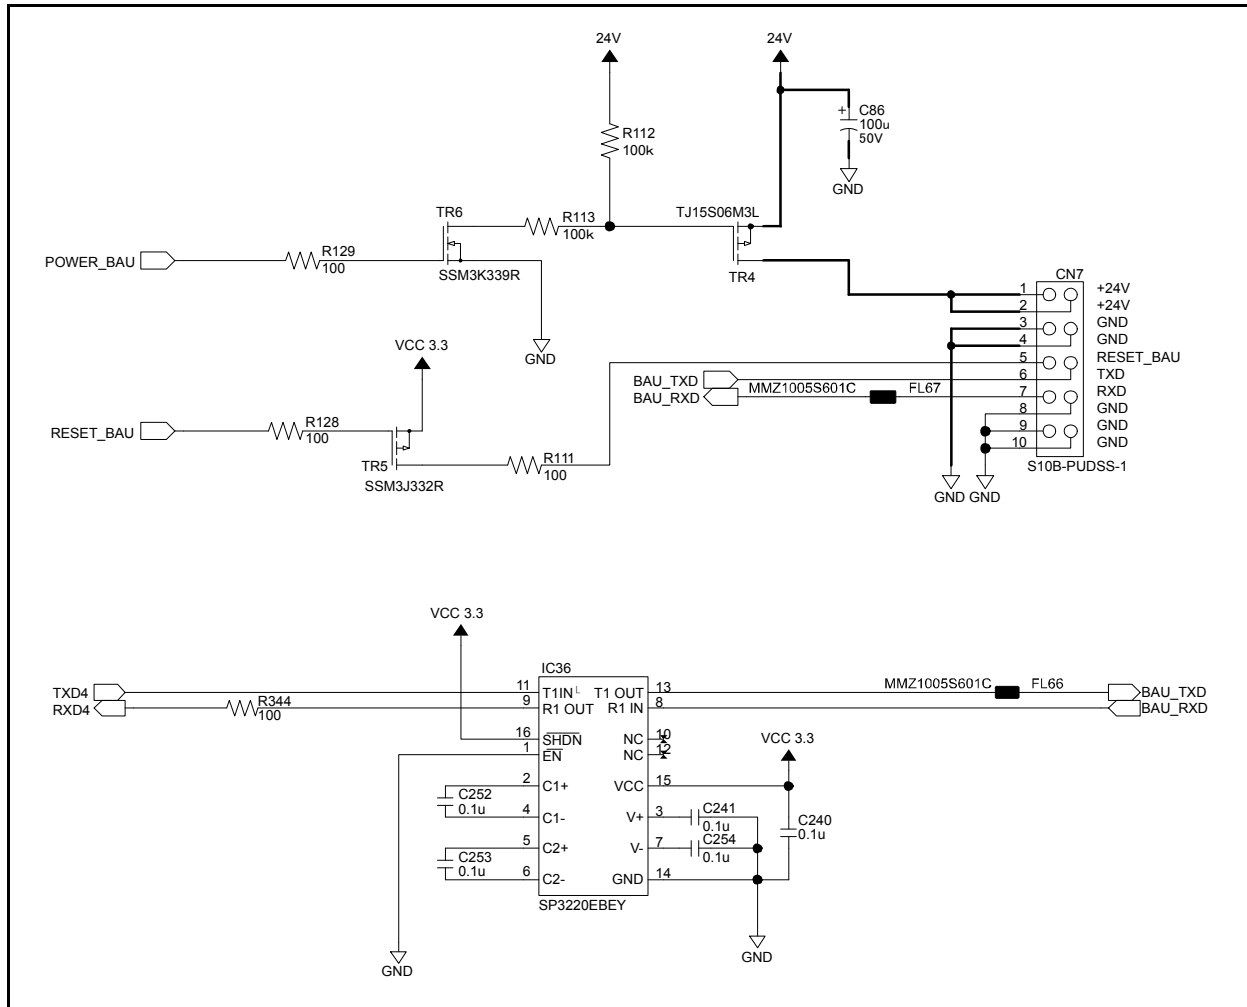 24V
24V
C86
100u
50V
+
R112
100k
GND
TR6
R113
100k
TJ15S06M3L
POWER_BAU
R129
100
SSM3K339R
TR4
CN7
1
+24V
2
+24V
3
GND
4
GND
5
RESET_BAU
6
TXD
7
RXD
8
GND
9
GND
10
GND
S10B-PUDSS-1
GND
VCC 3.3
BAU_TXD
BAU_RXD
MMZ1005S601C
FL67
RESET_BAU
R128
100
TR5
SSM3J332R
R111
100
GND
GND
VCC 3.3
IC36
TXD4
RXD4
R344
100
11
T1IN
L
T1 OUT
13
9
R1 OUT
R1 IN
8
MMZ1005S601C
FL66
BAU_TXD
BAU_RXD
16
SHDN
NC
10
1
EN
NC
12
VCC 3.3
2
C1+
VCC
15
C252
0.1u
4
C1-
V+
3
C241
0.1u
C240
0.1u
5
C2+
V-
7
C254
0.1u
C253
0.1u
6
C2-
GND
14
SP3220EBEY
GND
GND